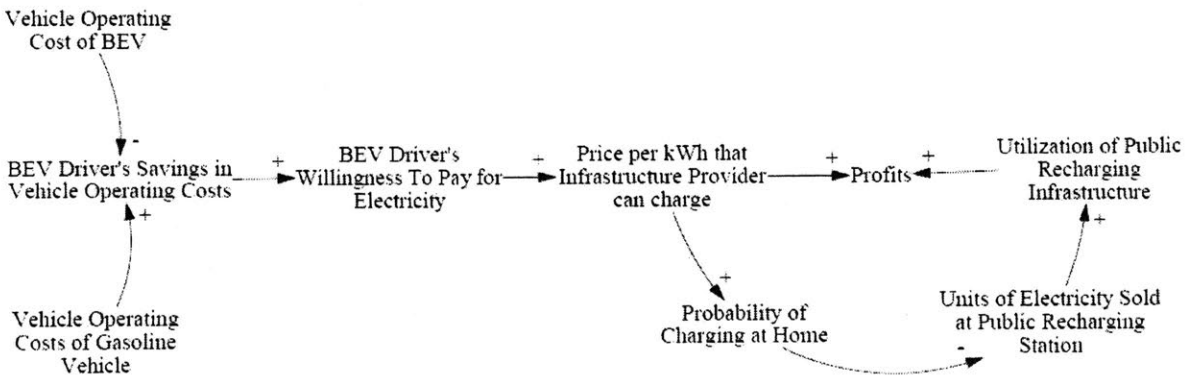 Vehicle Operating
Cost of BEV
-
BEV Driver's Savings in
Vehicle Operating Costs
+
BEV Driver's
Willingness To Pay for
Electricity
+
Price per kWh that
Infrastructure Provider
can charge
+
Profits
+
Utilization of Public
Recharging
Infrastructure
+
+
+
Vehicle Operating
Costs of Gasoline
Vehicle
Probability of
Charging at Home
Units of Electricity Sold
at Public Recharging
Station
-